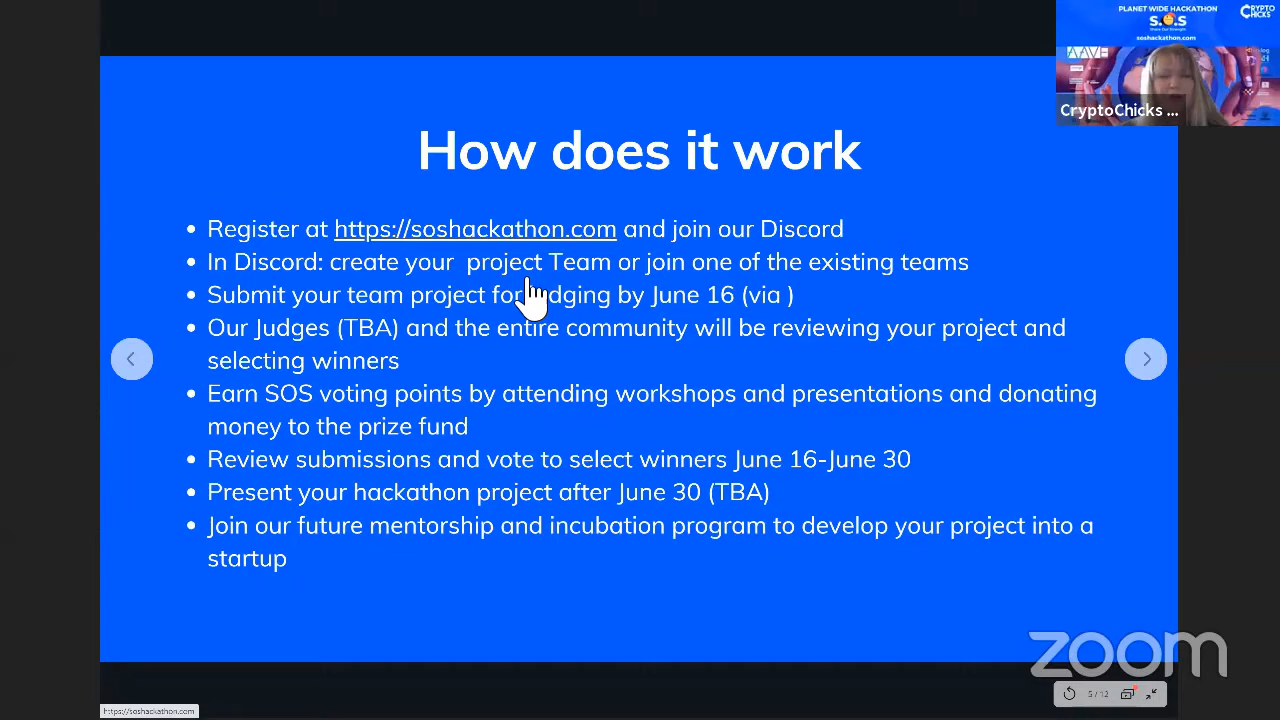 PLANET WIDE HACKATHON
S.O.S
soshackathon.com
CRYPTO
CHICKS
AAVE
CryptoChicks ...
How does it work
• Register at https://soshackathon.com and join our Discord
• In Discord: create your project Team or join one of the existing teams
• Submit your team project for judging by June 16 (via )
• Our Judges (TBA) and the entire community will be reviewing your project and
selecting winners
• Earn SOS voting points by attending workshops and presentations and donating
money to the prize fund
• Review submissions and vote to select winners June 16-June 30
• Present your hackathon project after June 30 (TBA)
• Join our future mentorship and incubation program to develop your project into a
startup
zoom
5 / 12
https://soshackathon.com